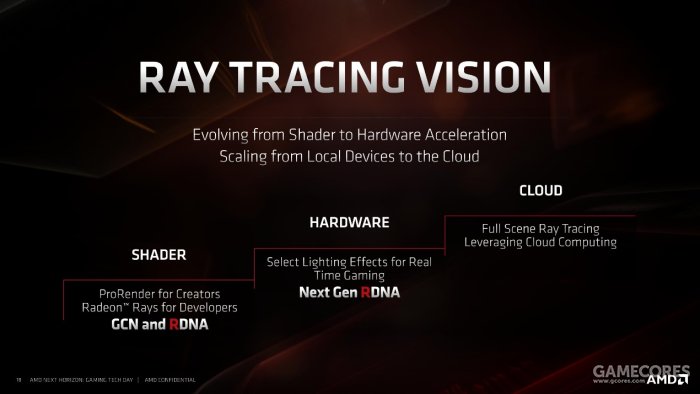 RAY TRACING VISION
Evolving from Shader to Hardware Acceleration
Scaling from Local Devices to the Cloud
SHADER
ProRender for Creators
Radeon™ Rays for Developers
GCN and RDNA
HARDWARE
Select Lighting Effects for Real
Time Gaming
Next Gen RDNA
CLOUD
Full Scene Ray Tracing
Leveraging Cloud Computing
18 AMD NEXT HORIZON: GAMING TECH DAY | AMD CONFIDENTIAL
GAMECORES
www.gcores.com
AMD